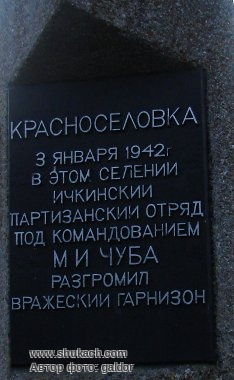 КРАСНОСЕЛОВКА
3 ЯНВАРЯ 1942г
В ЭТОМ СЕЛЕНИИ
ИЧКИНСКИЙ
ПАРТИЗАНСКИЙ ОТРЯД
ПОД КОМАНДОВАНИЕМ
М И ЧУБА
РАЗГРОМИЛ
ВРАЖЕСКИЙ ГАРНИЗОН
www.shukach.com
Автор фото: galdor